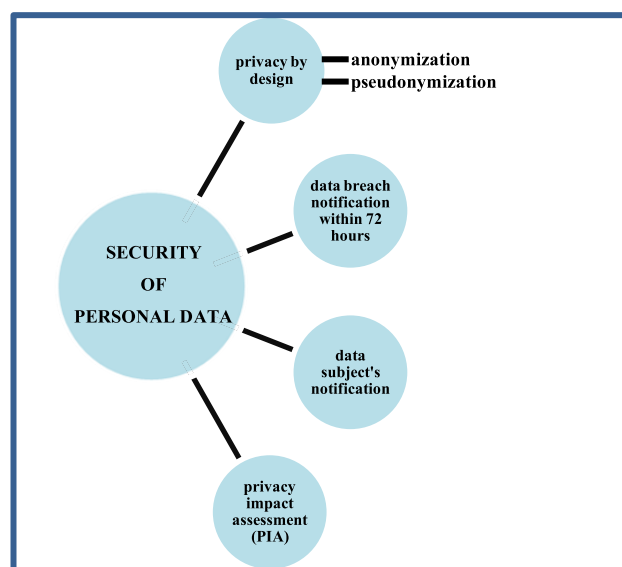 privacy by
design
anonymization
pseudonymization
data breach
notification
within 72
hours
SECURITY
OF
PERSONAL DATA
data
subject's
notification
privacy
impact
assessment
(PIA)